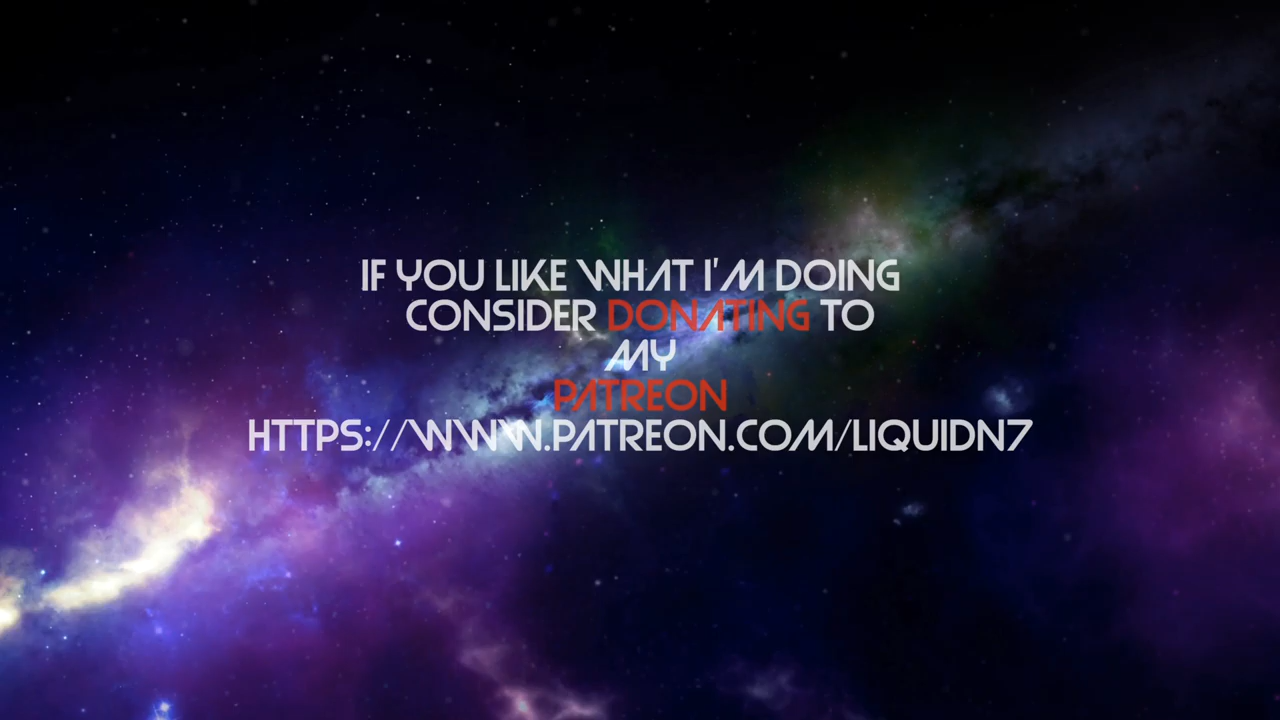 IF YOU LIKE WHAT I'M DOING
CONSIDER DONATING TO
MY
PATREON
HTTPS://WWW.PATREON.COM/LIQUIDN7